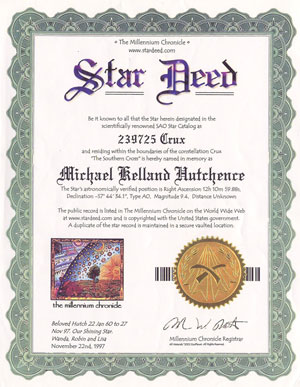 * The Millennium Chronicle *
www.stardeed.com
Star Deed
Be it known to all that the Star herein designated in the
scientifically renowned SAO Star Catalog as
239725 Crux
and residing within the boundaries of the constellation Crux
"The Southern Cross" is hereby named in memory as
Michael Kelland Hutchence
The Star's astronomically verified position is Right Ascension 12h 10m 59.88s,
Declination -57° 44' 34.1", Type AO, Magnitude 9.4, Distance Unknown.
The public record is listed in The Millennium Chronicle on the World Wide Web
at www.stardeed.com and is copyrighted with the United States government.
A duplicate of the star record is maintained in a secure vaulted location.
the millennium chronicle
Beloved Hutch 22 Jan 60 to 27
Nov 97. Our Shining Star.
Wanda, Robin and Lisa
November 22nd, 1997
Millennium Chronicle Registrar